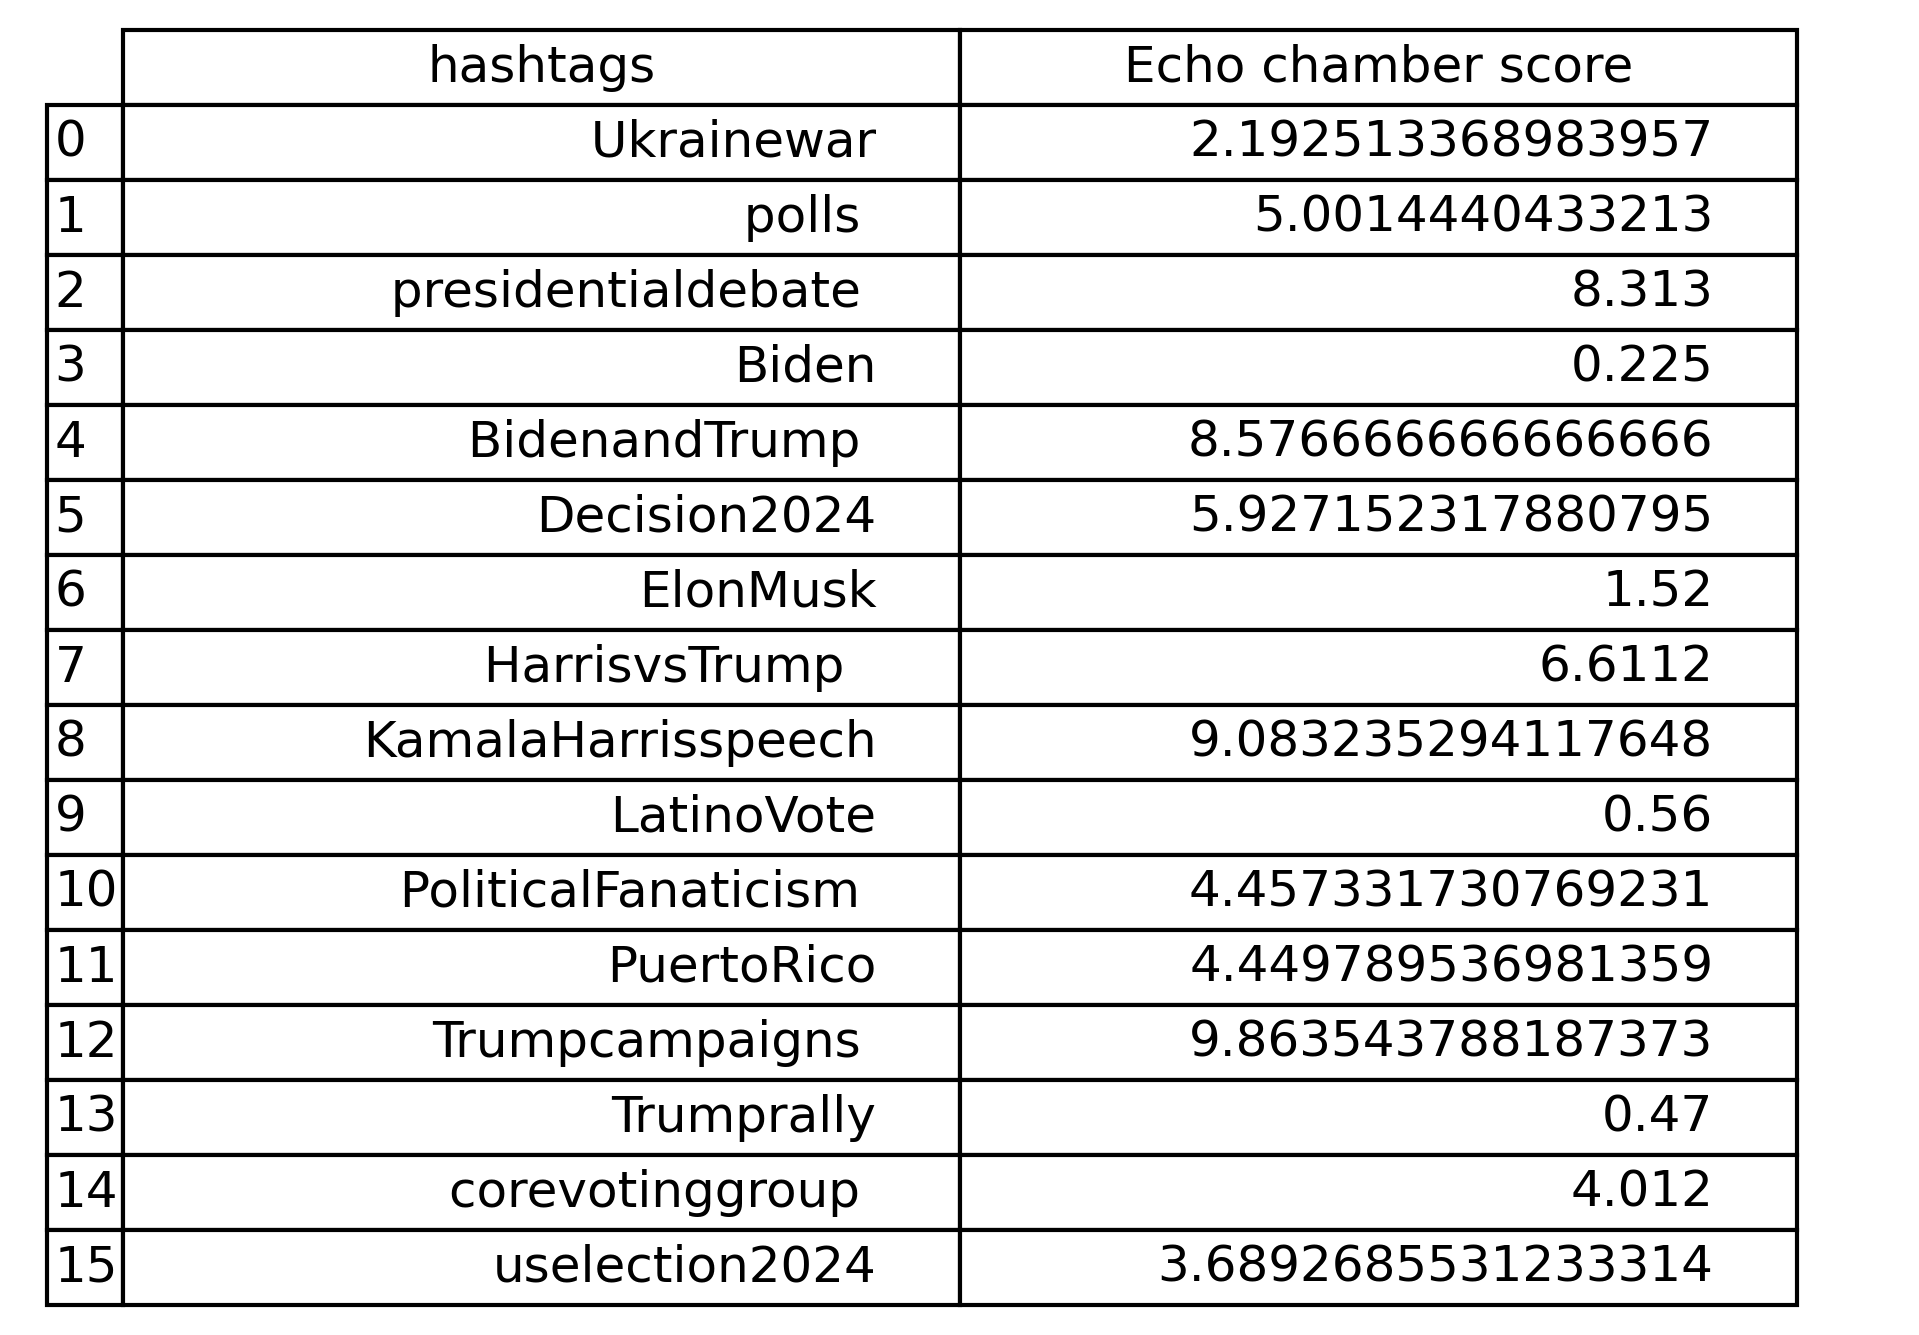 hashtags Echo chamber score
0 Ukrainewar 2.192513368983957
1 polls 5.0014440433213
2 presidentialdebate 8.313
3 Biden 0.225
4 BidenandTrump 8.576666666666666
5 Decision2024 5.927152317880795
6 ElonMusk 1.52
7 HarrisvsTrump 6.6112
8 KamalaHarrisspeech 9.083235294117648
9 LatinoVote 0.56
10 PoliticalFanaticism 4.457331730769231
11 PuertoRico 4.449789536981359
12 Trumpcampaigns 9.863543788187373
13 Trumprally 0.47
14 corevotinggroup 4.012
15 uselection2024 3.6892685531233314